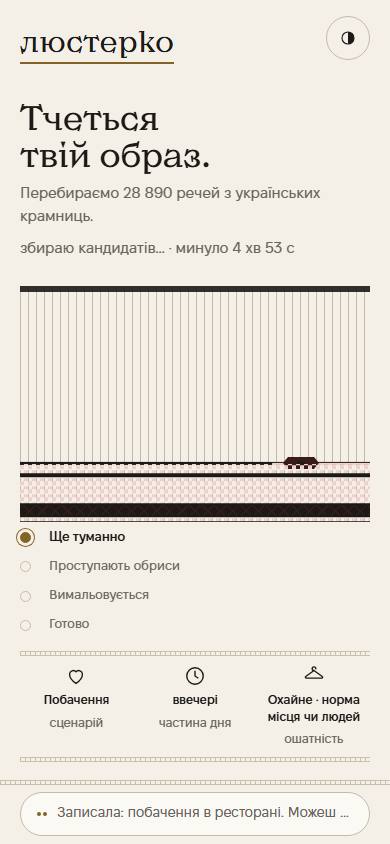 люстерко
Тчеться
твій образ.
Перебираємо 28 890 речей з українських
крамниць.
збираю кандидатів... · минуло 4 хв 53 с
Ще туманно
Проступають обриси
Вимальовується
Готово
Побачення
сценарій
ввечері
частина дня
Охайне · норма
місця чи людей
ошатність
Записала: побачення в ресторані. Можеш ...